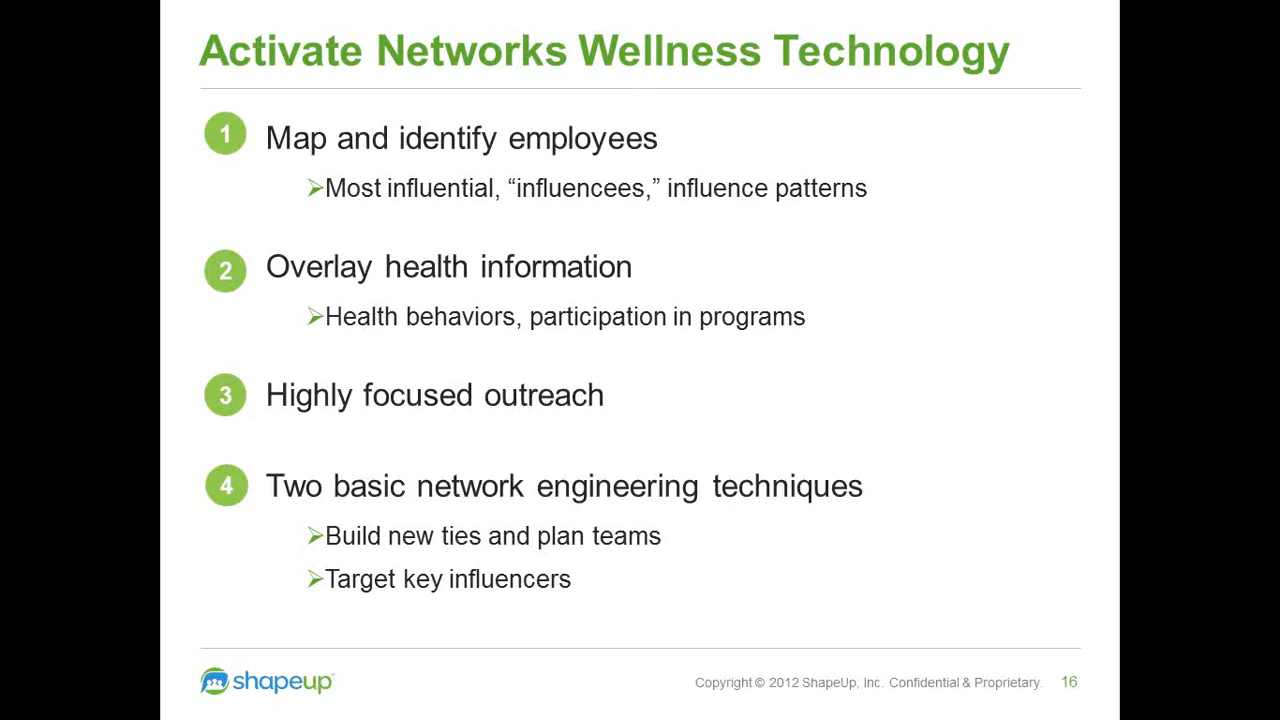 Activate Networks Wellness Technology
1 Map and identify employees
➢Most influential, “influencees,” influence patterns
2 Overlay health information
➢Health behaviors, participation in programs
3 Highly focused outreach
4 Two basic network engineering techniques
➢Build new ties and plan teams
➢Target key influencers
shapeup™ Copyright © 2012 ShapeUp, Inc. Confidential & Proprietary. 16